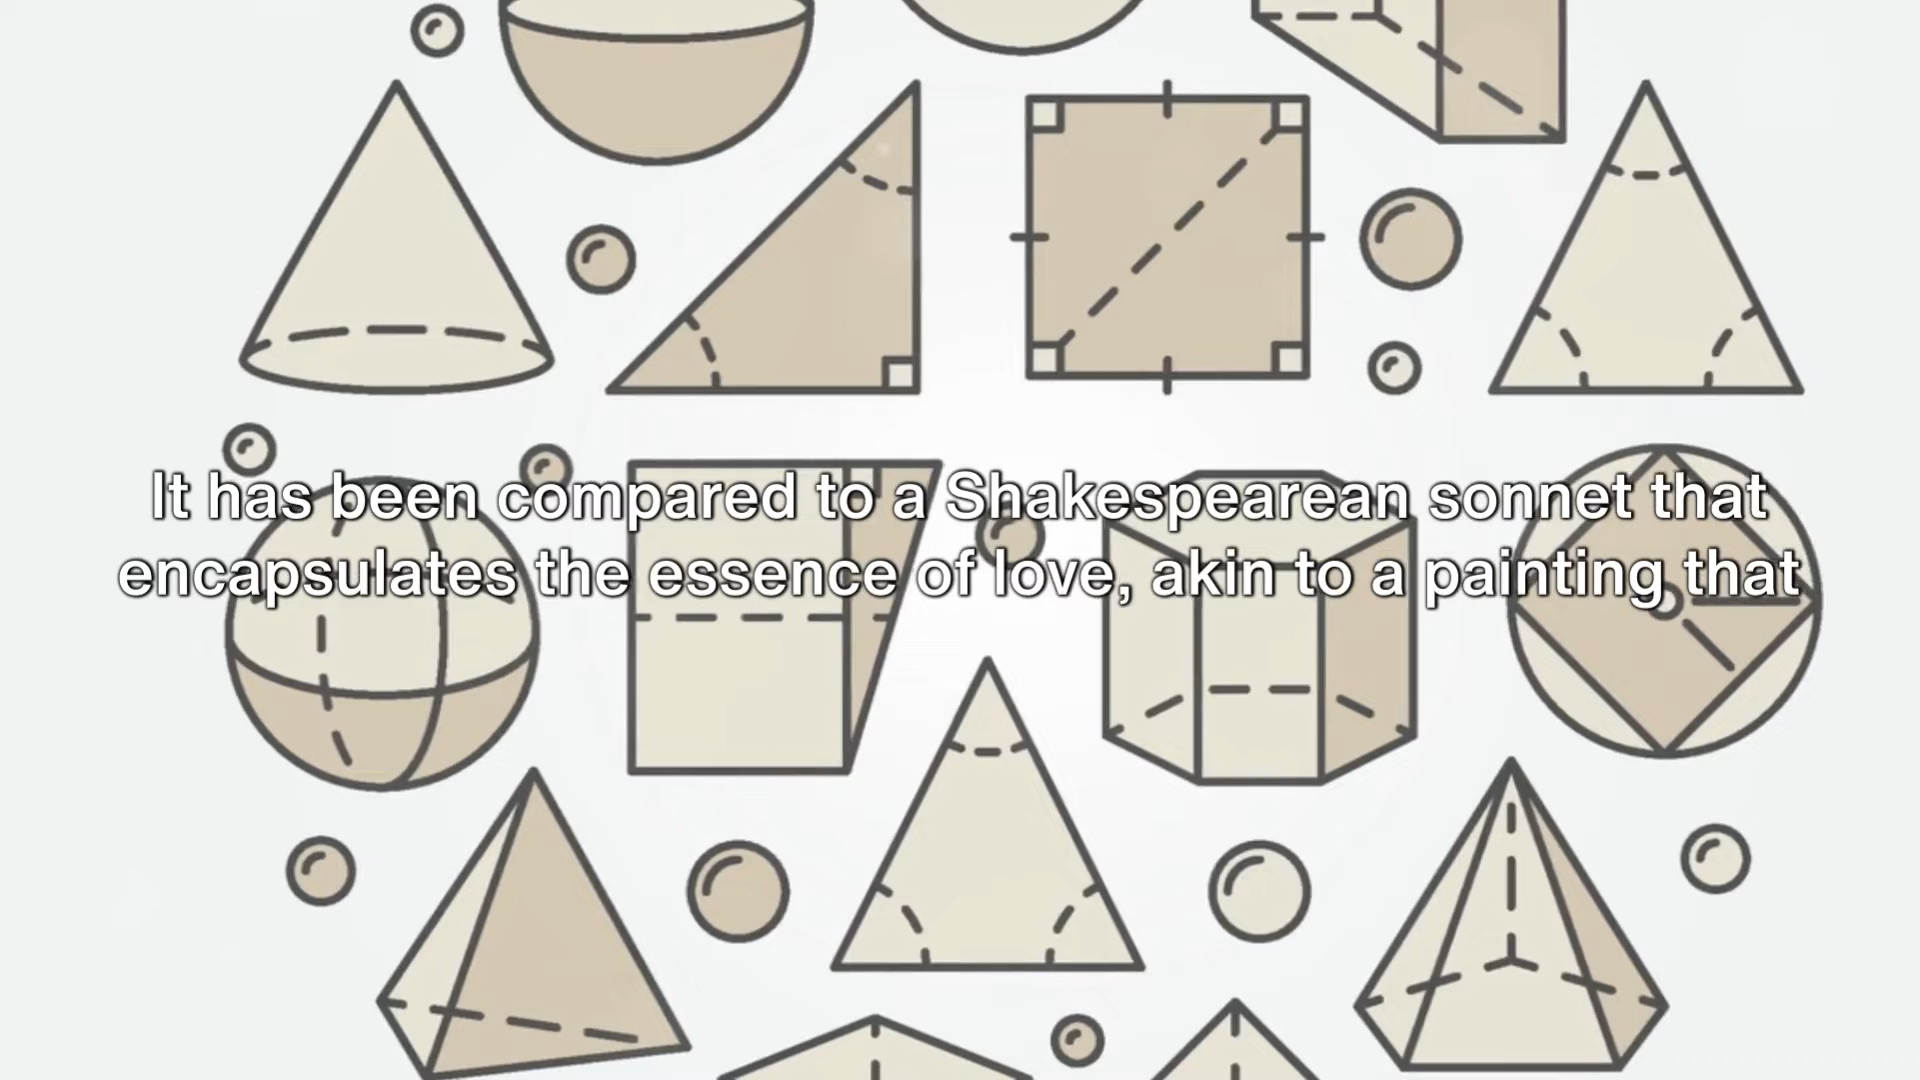 It has been compared to a Shakespearean sonnet that
encapsulates the essence of love, akin to a painting that